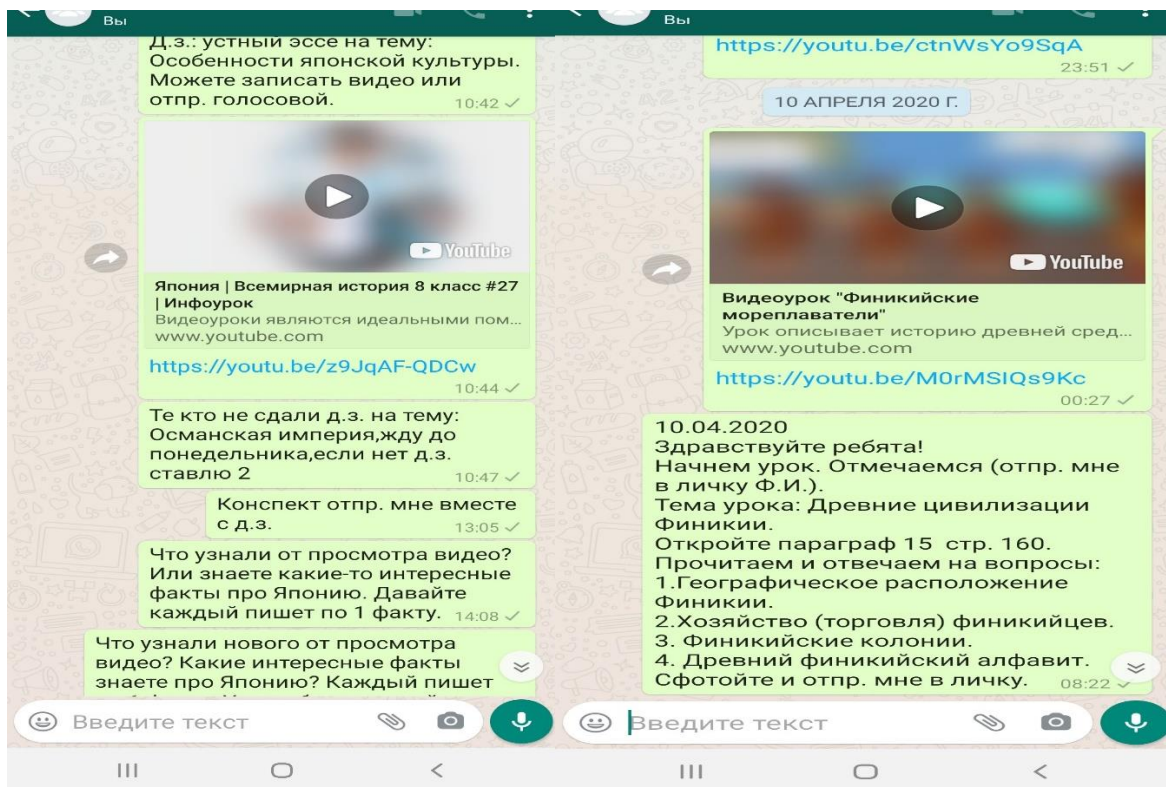 Вы
Д.з.: устный эссе на тему:
Особенности японской культуры.
Можете записать видео или
отпр. голосовой.
10:42
YouTube
Япония | Всемирная история 8 класс #27
| Инфоурок
Видеоуроки являются идеальными пом...
www.youtube.com
https://youtu.be/z9JqAF-QDCw
10:44
Те кто не сдали д.з. на тему:
Османская империя,жду до
понедельника,если нет д.з.
ставлю 2
10:47
Конспект отпр. мне вместе
с д.з.
13:05
Что узнали от просмотра видео?
Или знаете какие-то интересные
факты про Японию. Давайте
каждый пишет по 1 факту.
14:08
Что узнали нового от просмотра
видео? Какие интересные факты
знаете про Японию? Каждый пишет
Введите текст
Вы
https://youtu.be/ctnWsYo9SqA
23:51
10 АПРЕЛЯ 2020 Г.
YouTube
Видеоурок "Финикийские
мореплаватели"
Урок описывает историю древней сред...
www.youtube.com
https://youtu.be/M0rMSIQs9Kc
00:27
10.04.2020
Здравствуйте ребята!
Начнем урок. Отмечаемся (отпр. мне
в личку Ф.И.).
Тема урока: Древние цивилизации
Финикии.
Откройте параграф 15 стр. 160.
Прочитаем и отвечаем на вопросы:
1.Географическое расположение
Финикии.
2.Хозяйство (торговля) финикийцев.
3. Финикийские колонии.
4. Древний финикийский алфавит.
Сфотойте и отпр. мне в личку.
08:22
Введите текст